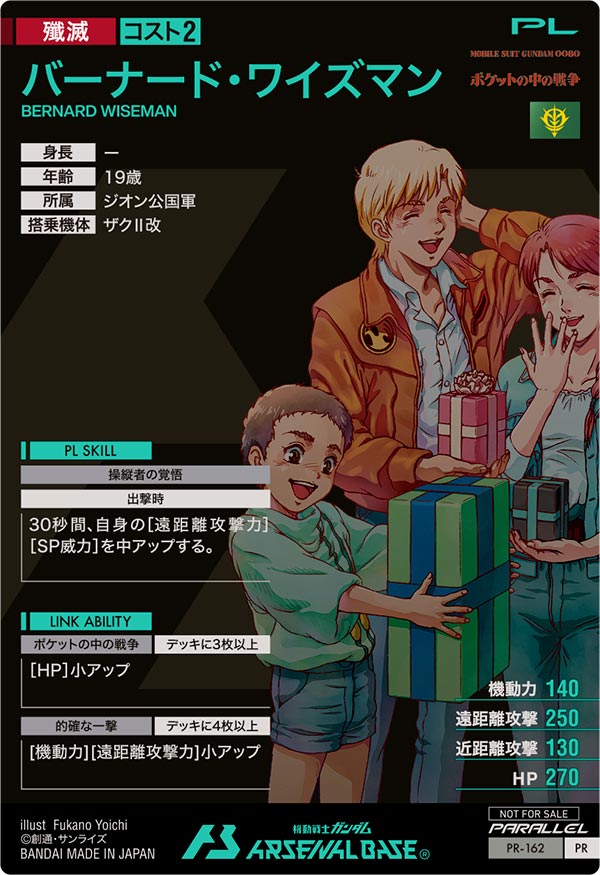 殲滅 コスト2
PL
バーナード・ワイズマン
BERNARD WISEMAN
MOBILE SUIT GUNDAM 0080
ポケットの中の戦争
身長 ー
年齢 19歳
所属 ジオン公国軍
搭乗機体 ザクII改
PL SKILL
操縦者の覚悟
出撃時
30秒間、自身の[遠距離攻撃力]
[SP威力]を中アップする。
LINK ABILITY
ポケットの中の戦争 デッキに3枚以上
[HP]小アップ
的確な一撃 デッキに4枚以上
[機動力][遠距離攻撃力]小アップ
機動力 140
遠距離攻撃 250
近距離攻撃 130
HP 270
illust Fukano Yoichi
©創通・サンライズ
BANDAI MADE IN JAPAN
機動戦士ガンダム
ARSENAL BASE®
NOT FOR SALE
PARALLEL
PR-162 PR